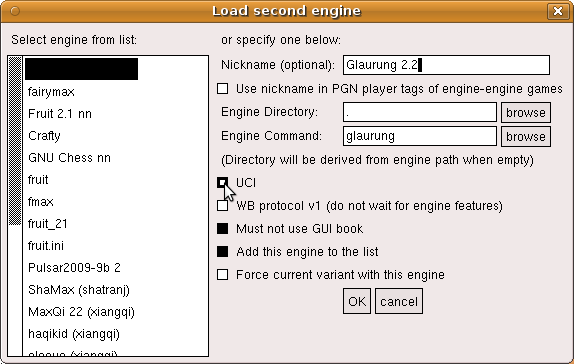 Load second engine
Select engine from list:
fairymax
Fruit 2.1 nn
Crafty
GNU Chess nn
fruit
fmax
fruit_21
fruit.ini
Pulsar2009-9b 2
ShaMax (shatranj)
MaxQi 22 (xiangqi)
haqikid (xiangqi)
or specify one below:
Nickname (optional): Glaurung 2.2
Use nickname in PGN player tags of engine-engine games
Engine Directory: . browse
Engine Command: glaurung browse
(Directory will be derived from engine path when empty)
UCI
WB protocol v1 (do not wait for engine features)
Must not use GUI book
Add this engine to the list
Force current variant with this engine
OK cancel